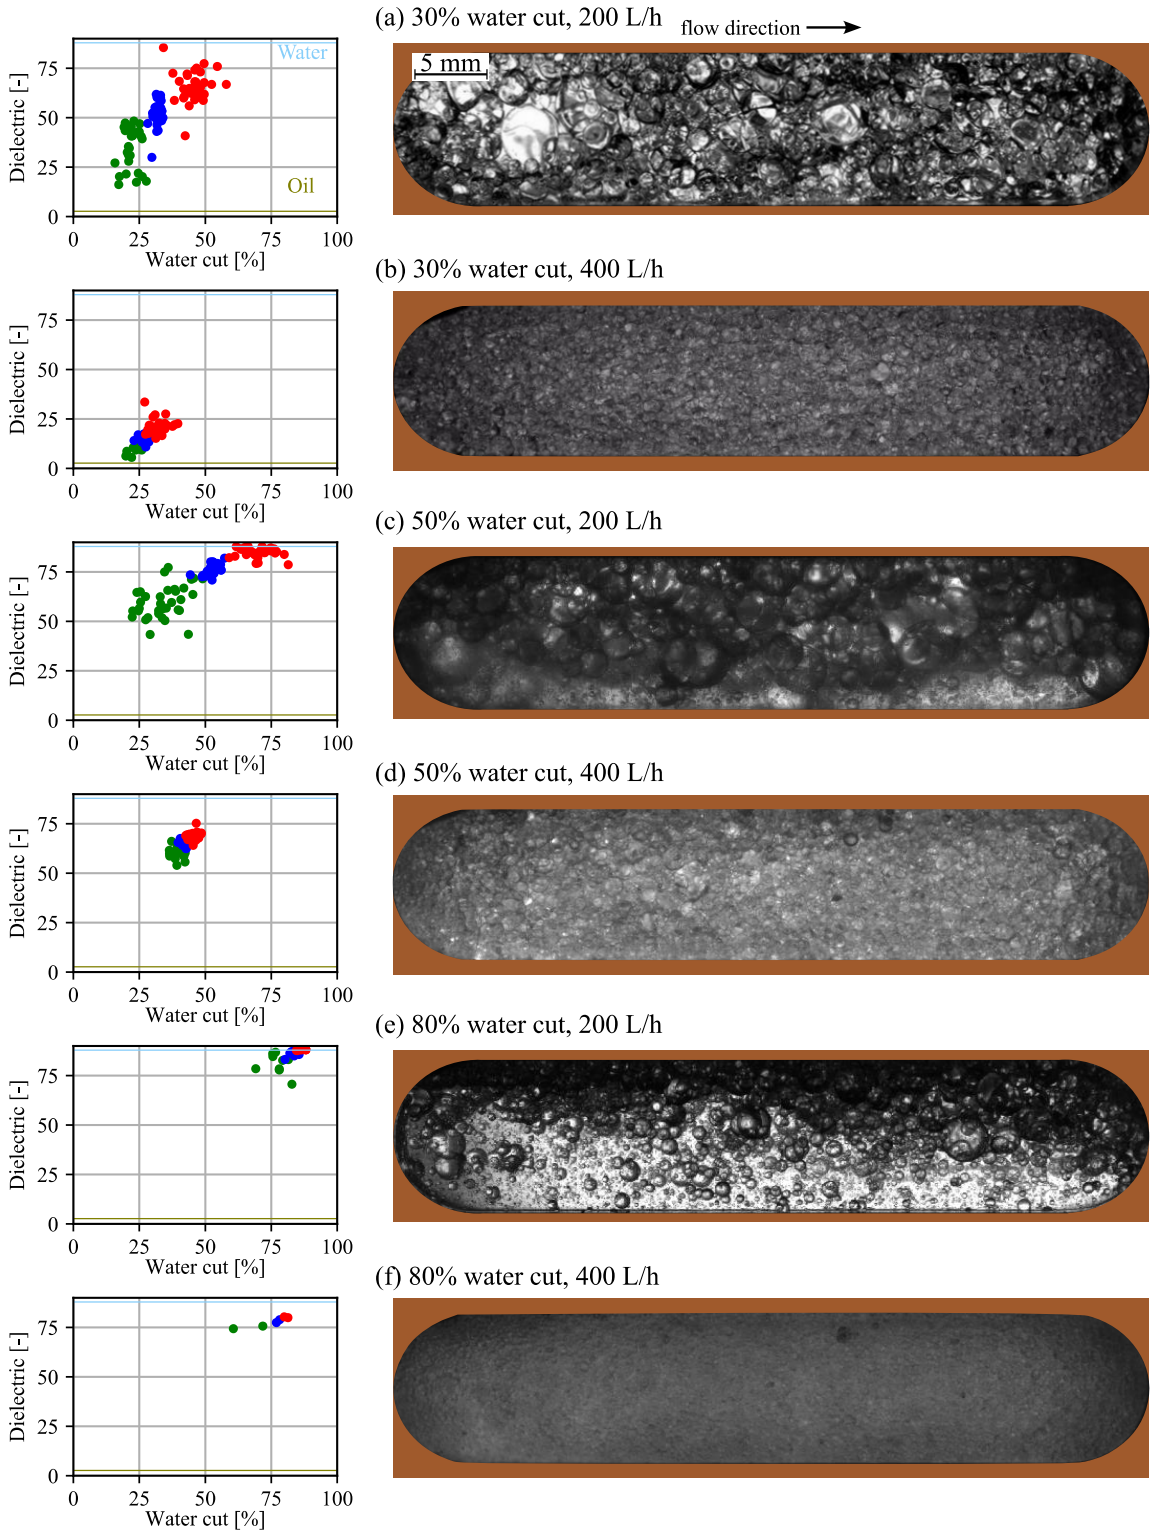 (a) 30% water cut, 200 L/h
flow direction
5 mm
Dielectric [-]
75
50
25
0
Water
Oil
0 25 50 75 100
Water cut [%]
(b) 30% water cut, 400 L/h
Dielectric [-]
75
50
25
0
0 25 50 75 100
Water cut [%]
(c) 50% water cut, 200 L/h
Dielectric [-]
75
50
25
0
0 25 50 75 100
Water cut [%]
(d) 50% water cut, 400 L/h
Dielectric [-]
75
50
25
0
0 25 50 75 100
Water cut [%]
(e) 80% water cut, 200 L/h
Dielectric [-]
75
50
25
0
0 25 50 75 100
Water cut [%]
(f) 80% water cut, 400 L/h
Dielectric [-]
75
50
25
0
0 25 50 75 100
Water cut [%]